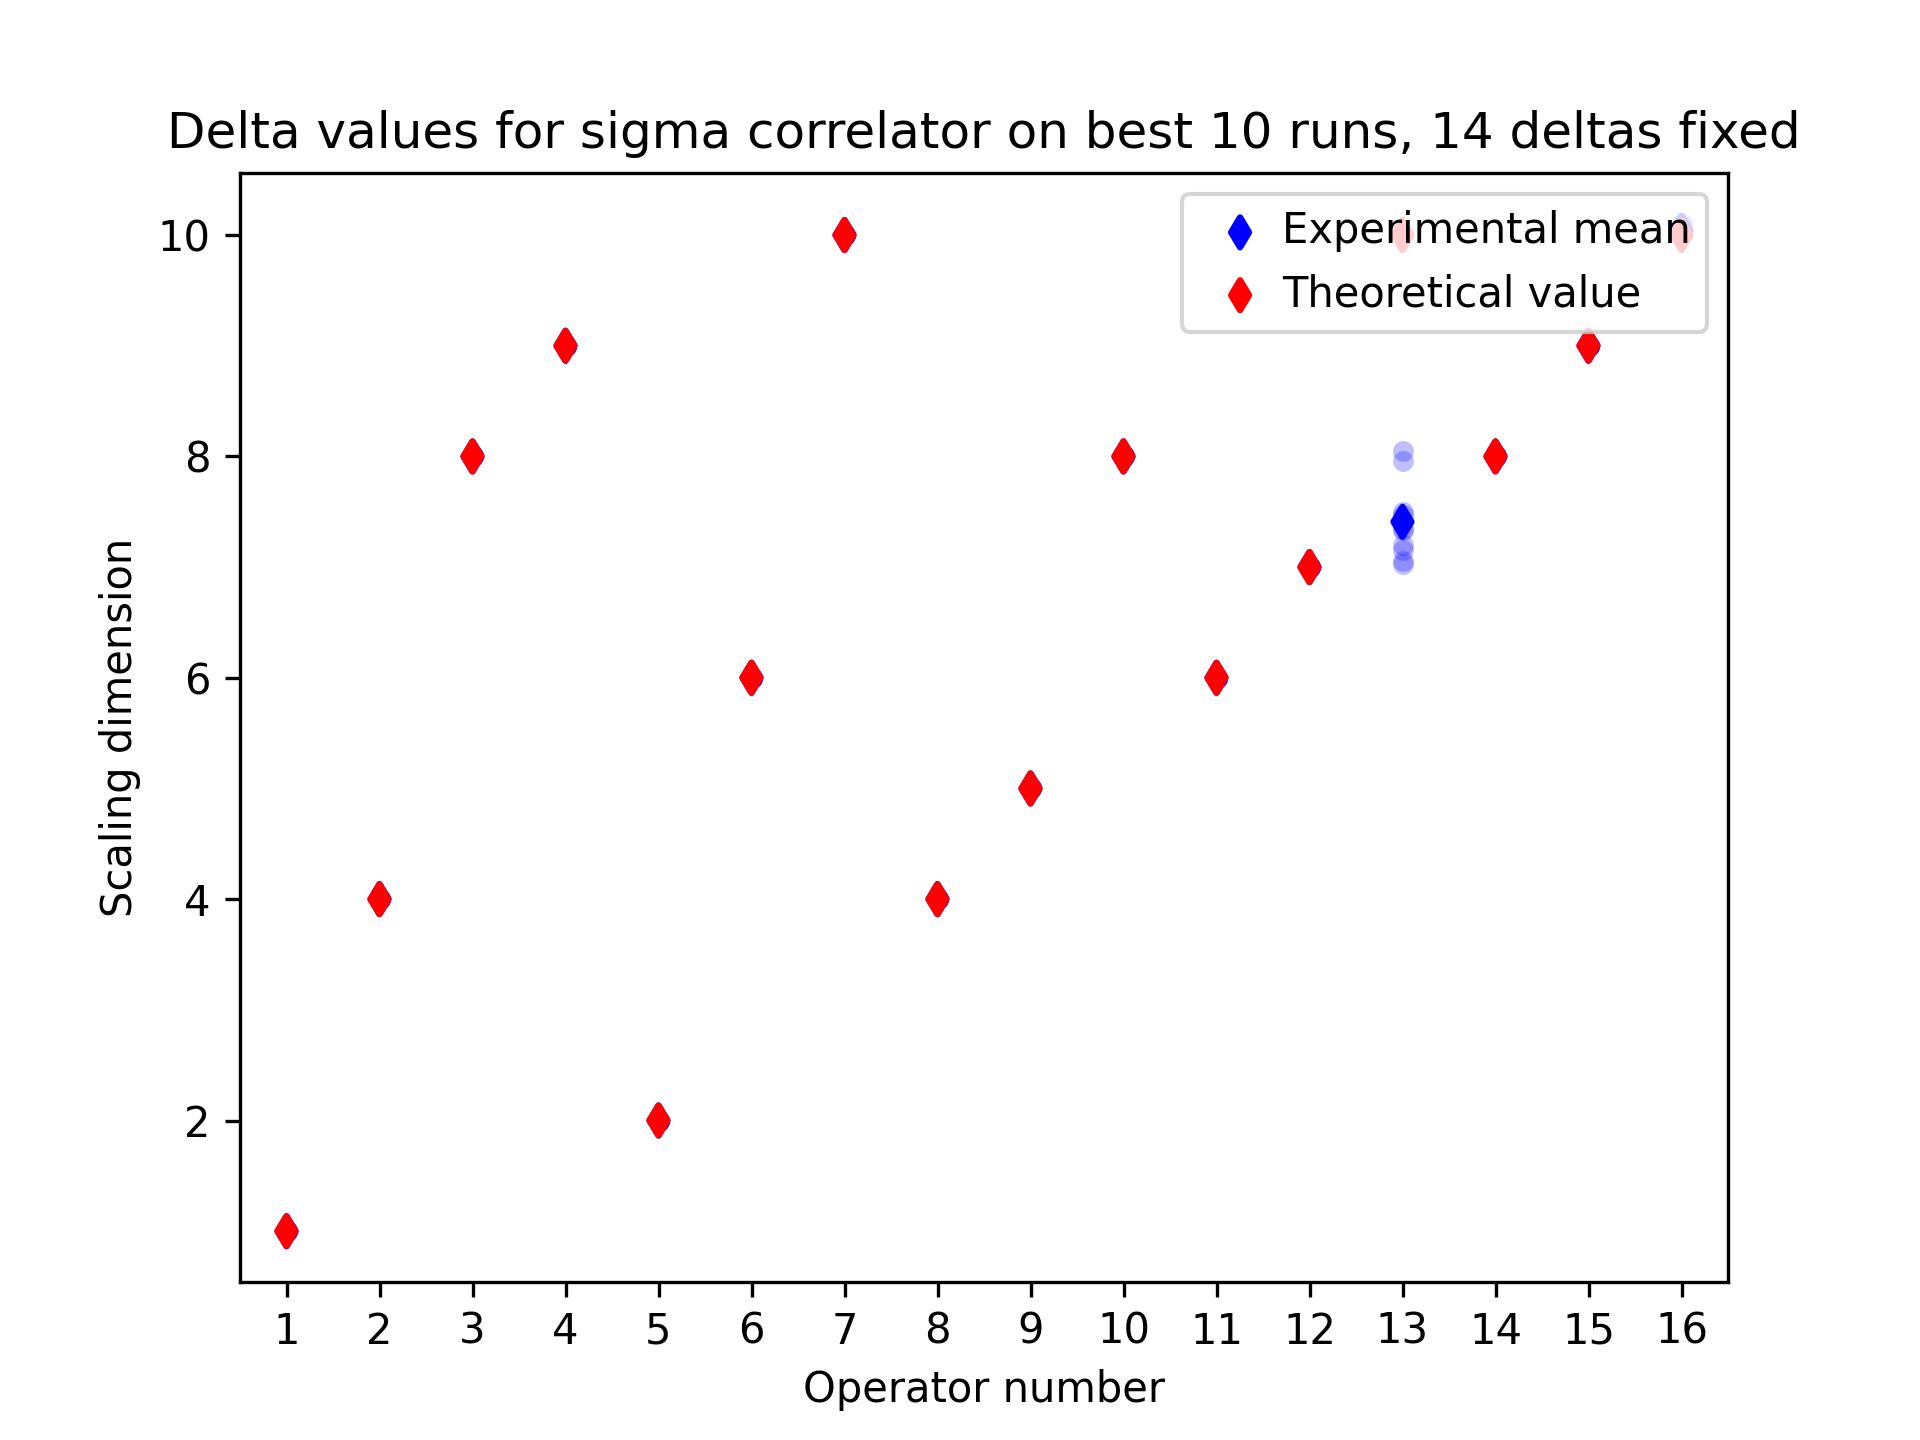 Delta values for sigma correlator on best 10 runs, 14 deltas fixed
Experimental mean
Theoretical value
10
8
6
4
2
Scaling dimension
1 2 3 4 5 6 7 8 9 10 11 12 13 14 15 16
Operator number